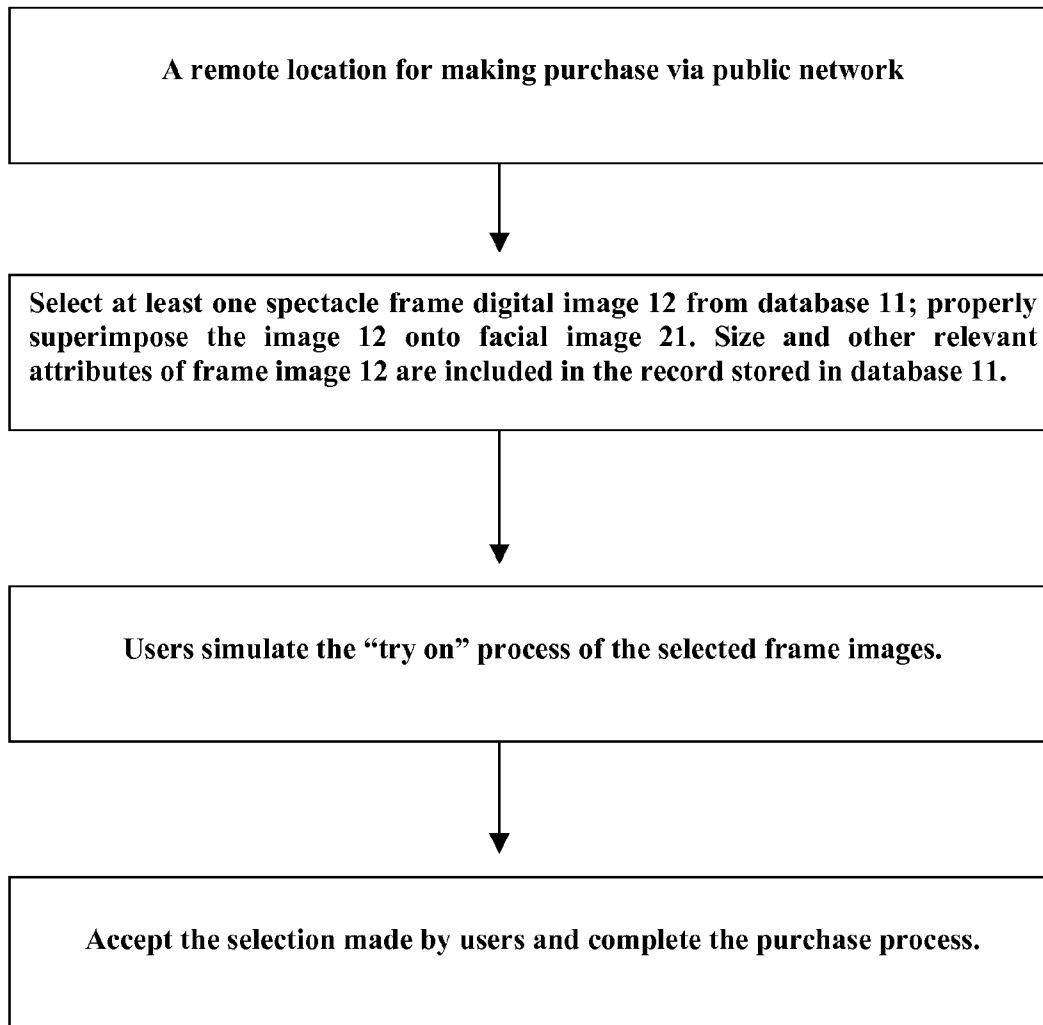 A remote location for making purchase via public network
Select at least one spectacle frame digital image 12 from database 11; properly
superimpose the image 12 onto facial image 21. Size and other relevant
attributes of frame image 12 are included in the record stored in database 11.
Users simulate the “try on” process of the selected frame images.
Accept the selection made by users and complete the purchase process.